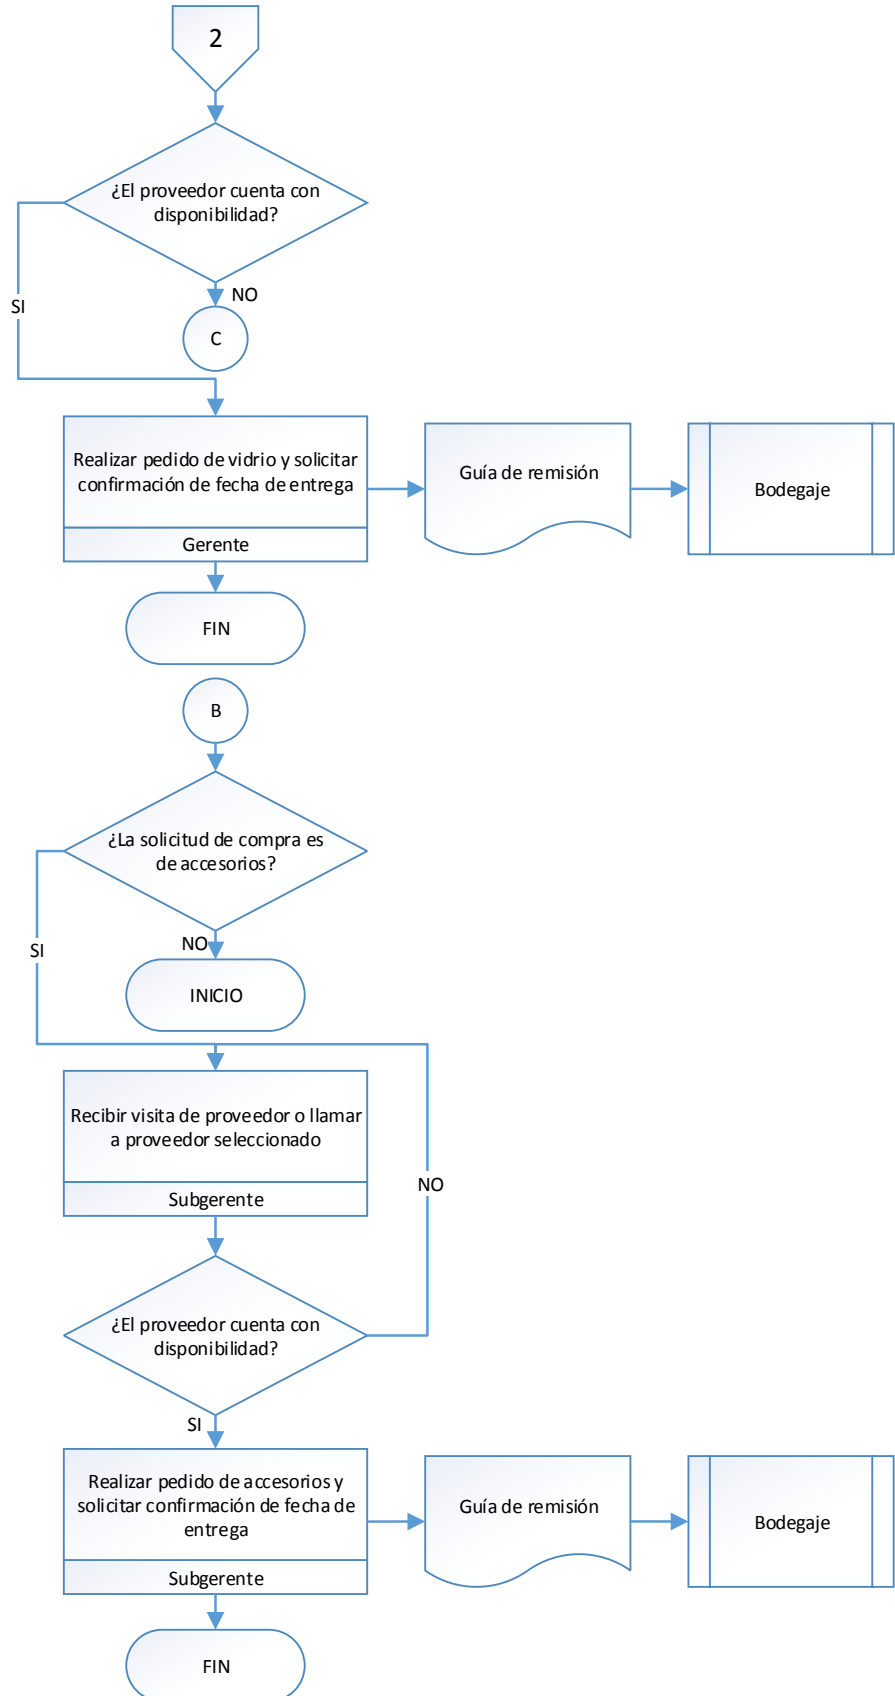 2
¿El proveedor cuenta con
disponibilidad?
SI
NO
C
Realizar pedido de vidrio y solicitar
confirmación de fecha de entrega
Gerente
Guía de remisión
Bodegaje
FIN
B
¿La solicitud de compra es
de accesorios?
SI
NO
INICIO
Recibir visita de proveedor o llamar
a proveedor seleccionado
Subgerente
NO
¿El proveedor cuenta con
disponibilidad?
SI
Realizar pedido de accesorios y
solicitar confirmación de fecha de
entrega
Subgerente
Guía de remisión
Bodegaje
FIN